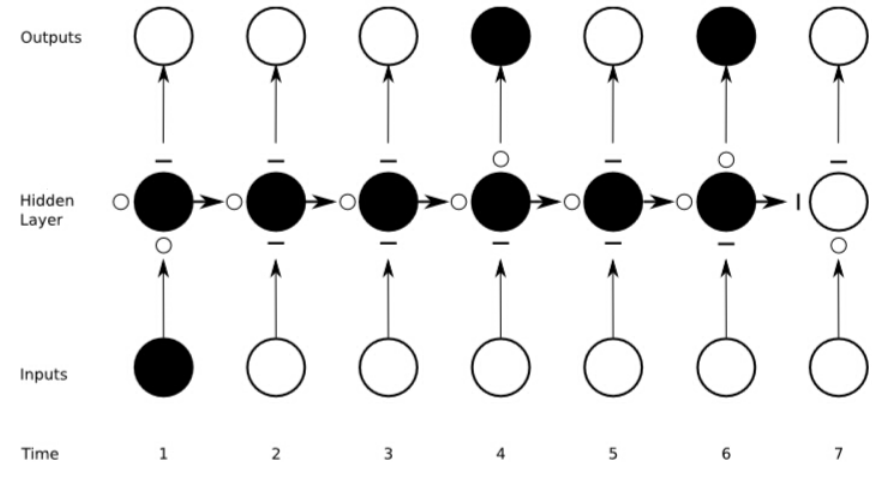 Outputs
Hidden
Layer
Inputs
Time 1 2 3 4 5 6 7